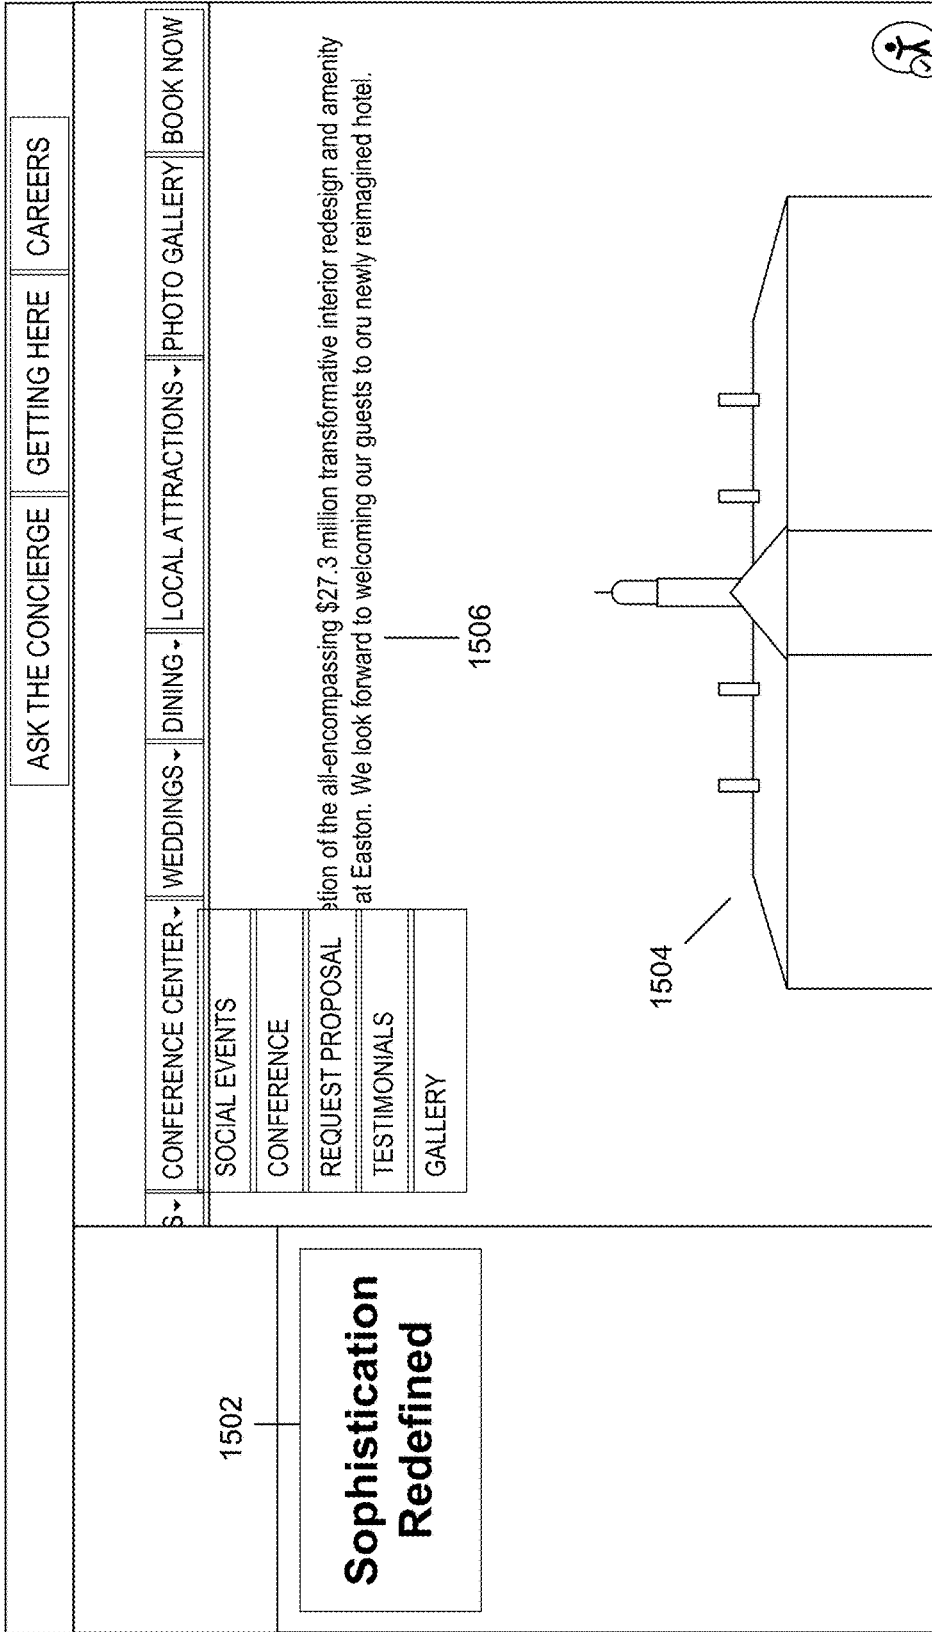 ASK THE CONCIERGE GETTING HERE CAREERS
S CONFERENCE CENTER WEDDINGS DINING LOCAL ATTRACTIONS PHOTO GALLERY BOOK NOW
SOCIAL EVENTS
CONFERENCE
REQUEST PROPOSAL
TESTIMONIALS
GALLERY
etion of the all-encompassing $27.3 million transformative interior redesign and amenity
at Easton. We look forward to welcoming our guests to oru newly reimagined hotel.
1502
Sophistication
Redefined
1506
1504